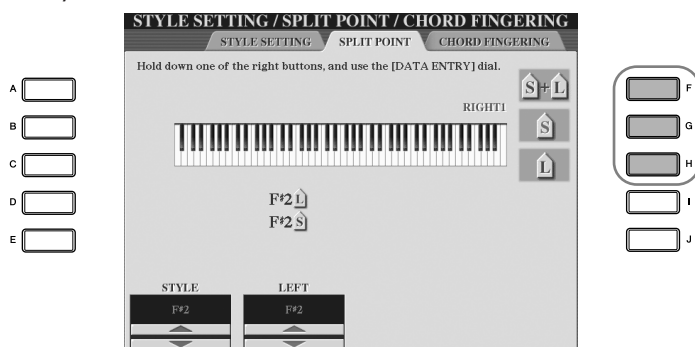 STYLE SETTING / SPLIT POINT / CHORD FINGERING
STYLE SETTING SPLIT POINT CHORD FINGERING
Hold down one of the right buttons, and use the [DATA ENTRY] dial.
S+L
A F
RIGHT1
B S G
C L H
F♯2 L
D I
F♯2 S
E J
STYLE LEFT
F♯2 F♯2